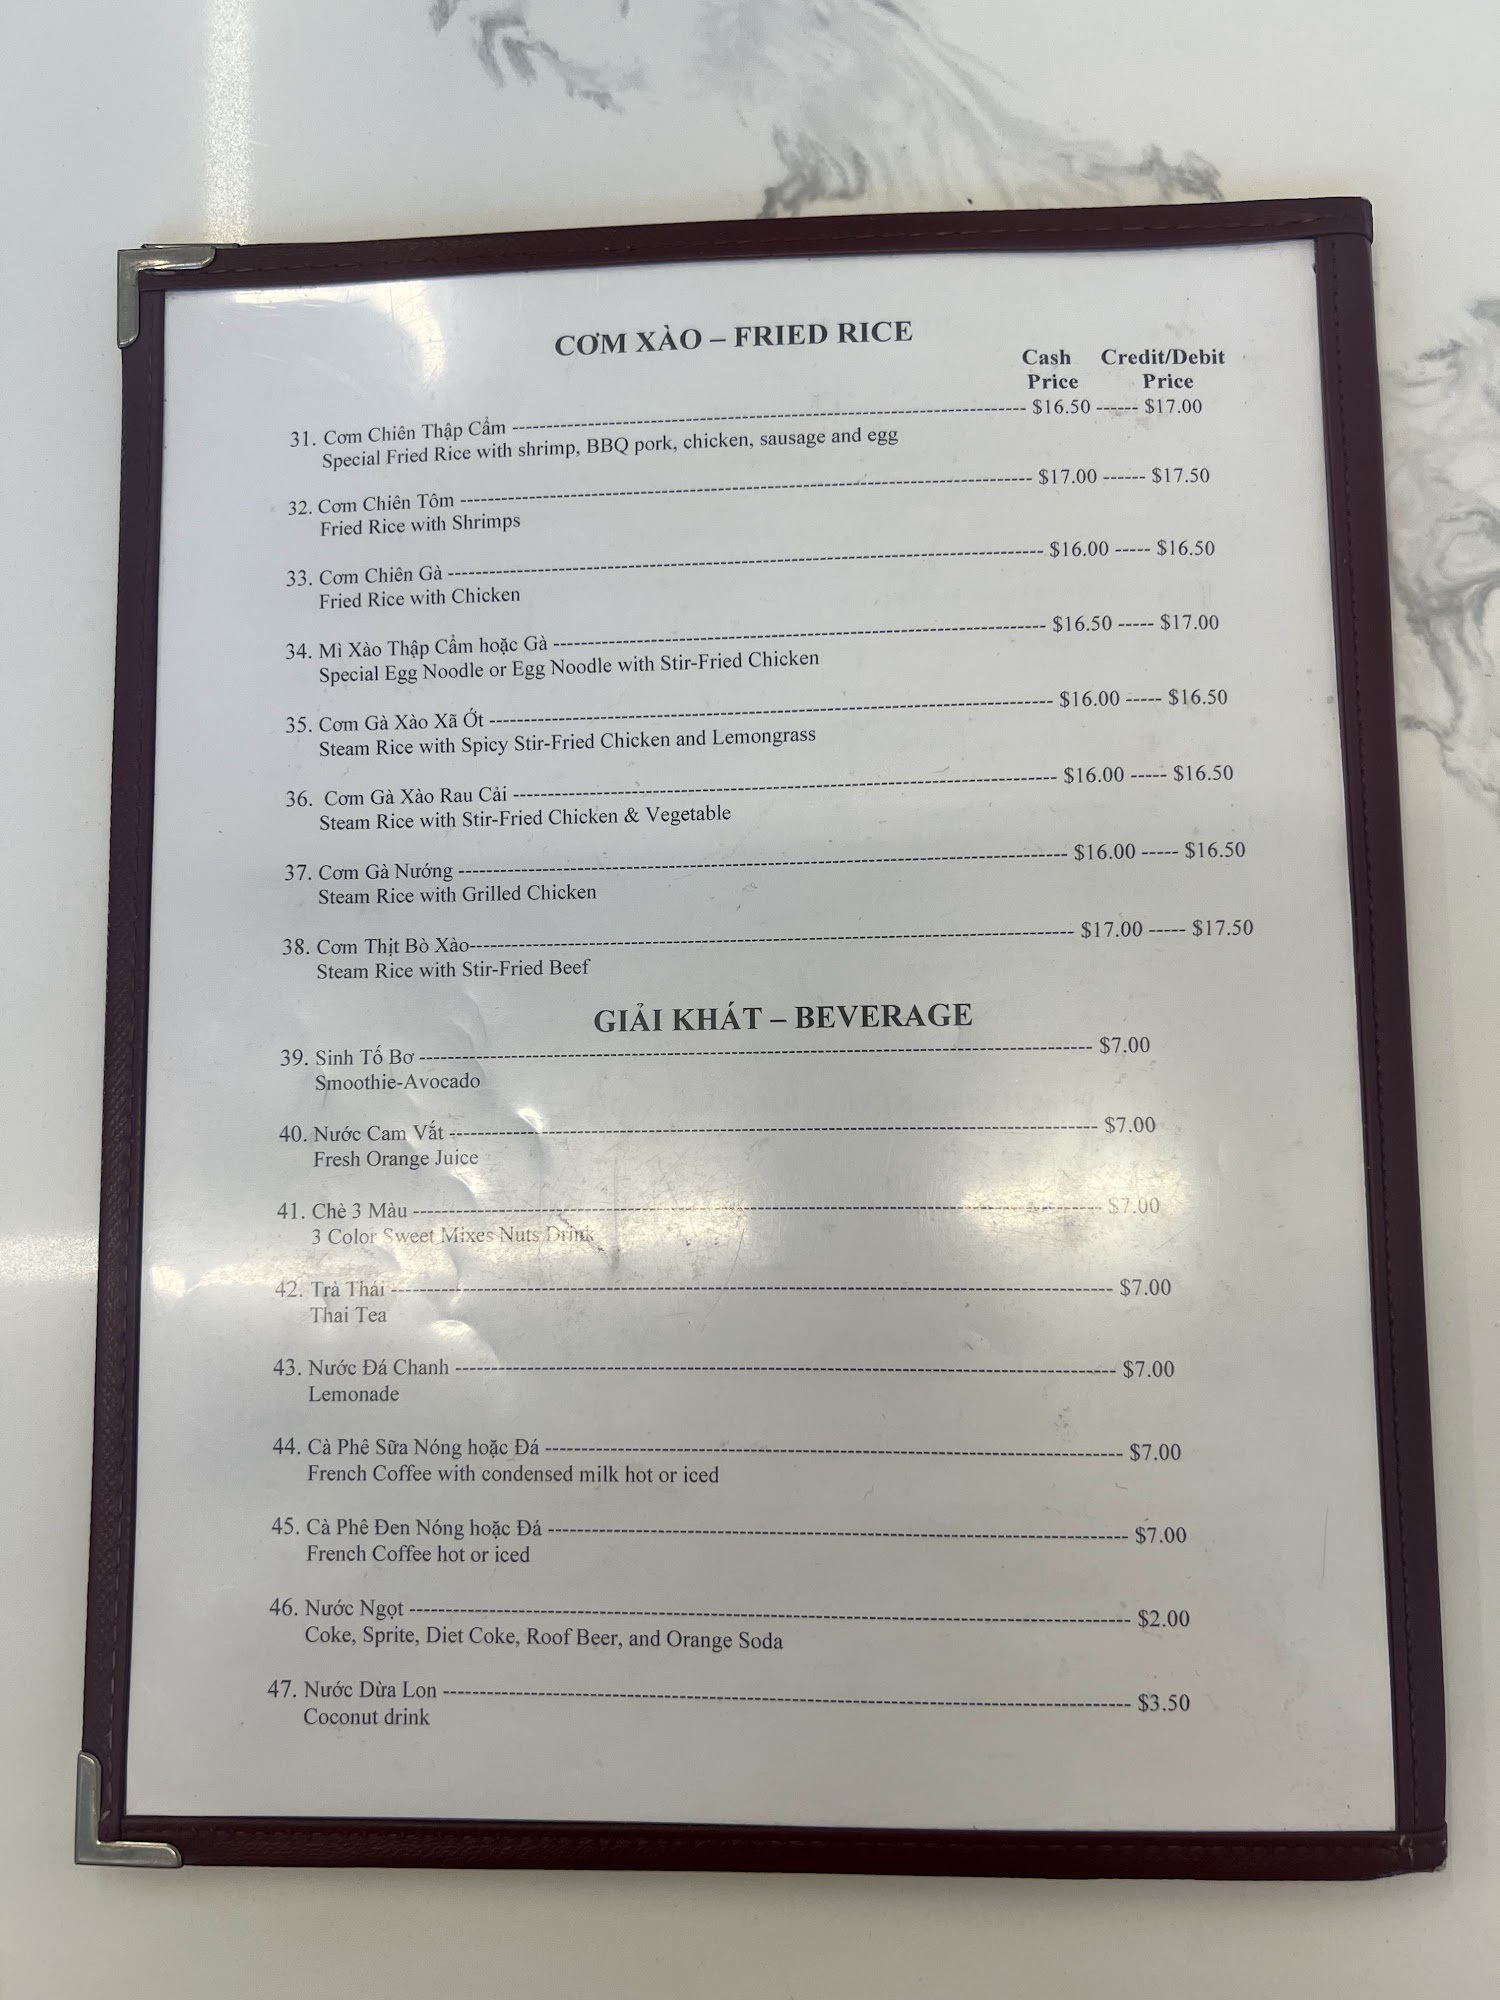 CƠM XÀO – FRIED RICE
Cash Credit/Debit
Price Price
31. Cơm Chiên Thập Cẩm ---- $16.50 ------ $17.00
Special Fried Rice with shrimp, BBQ pork, chicken, sausage and egg
32. Cơm Chiên Tôm ---- $17.00 ------ $17.50
Fried Rice with Shrimps
33. Cơm Chiên Gà ---- $16.00 ----- $16.50
Fried Rice with Chicken
34. Mì Xào Thập Cẩm hoặc Gà ---- $16.50 ----- $17.00
Special Egg Noodle or Egg Noodle with Stir-Fried Chicken
35. Cơm Gà Xào Xã Ớt ---- $16.00 ----- $16.50
Steam Rice with Spicy Stir-Fried Chicken and Lemongrass
36. Cơm Gà Xào Rau Cải ---- $16.00 ----- $16.50
Steam Rice with Stir-Fried Chicken & Vegetable
37. Cơm Gà Nướng ---- $16.00 ----- $16.50
Steam Rice with Grilled Chicken
38. Cơm Thịt Bò Xào---- $17.00 ----- $17.50
Steam Rice with Stir-Fried Beef
GIẢI KHÁT – BEVERAGE
39. Sinh Tố Bơ ---- $7.00
Smoothie-Avocado
40. Nước Cam Vắt ---- $7.00
Fresh Orange Juice
41. Chè 3 Màu ---- $7.00
3 Color Sweet Mixes Nuts Drink
42. Trà Thái ---- $7.00
Thai Tea
43. Nước Đá Chanh ---- $7.00
Lemonade
44. Cà Phê Sữa Nóng hoặc Đá ---- $7.00
French Coffee with condensed milk hot or iced
45. Cà Phê Đen Nóng hoặc Đá ---- $7.00
French Coffee hot or iced
46. Nước Ngọt ---- $2.00
Coke, Sprite, Diet Coke, Roof Beer, and Orange Soda
47. Nước Dừa Lon ---- $3.50
Coconut drink